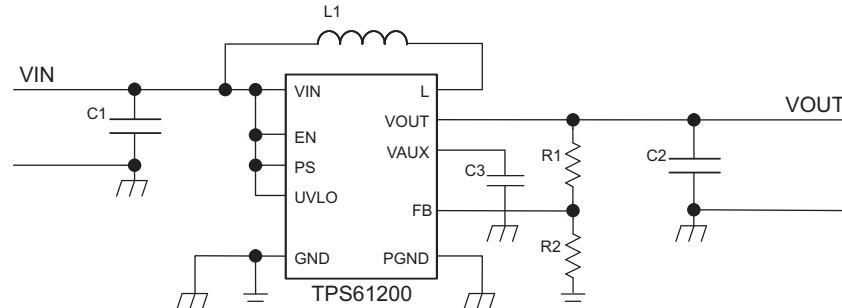 L1
VIN
VIN
L
C1
VOUT
VOUT
EN
VAUX
R1
C2
PS
C3
UVLO
FB
R2
GND
PGND
TPS61200